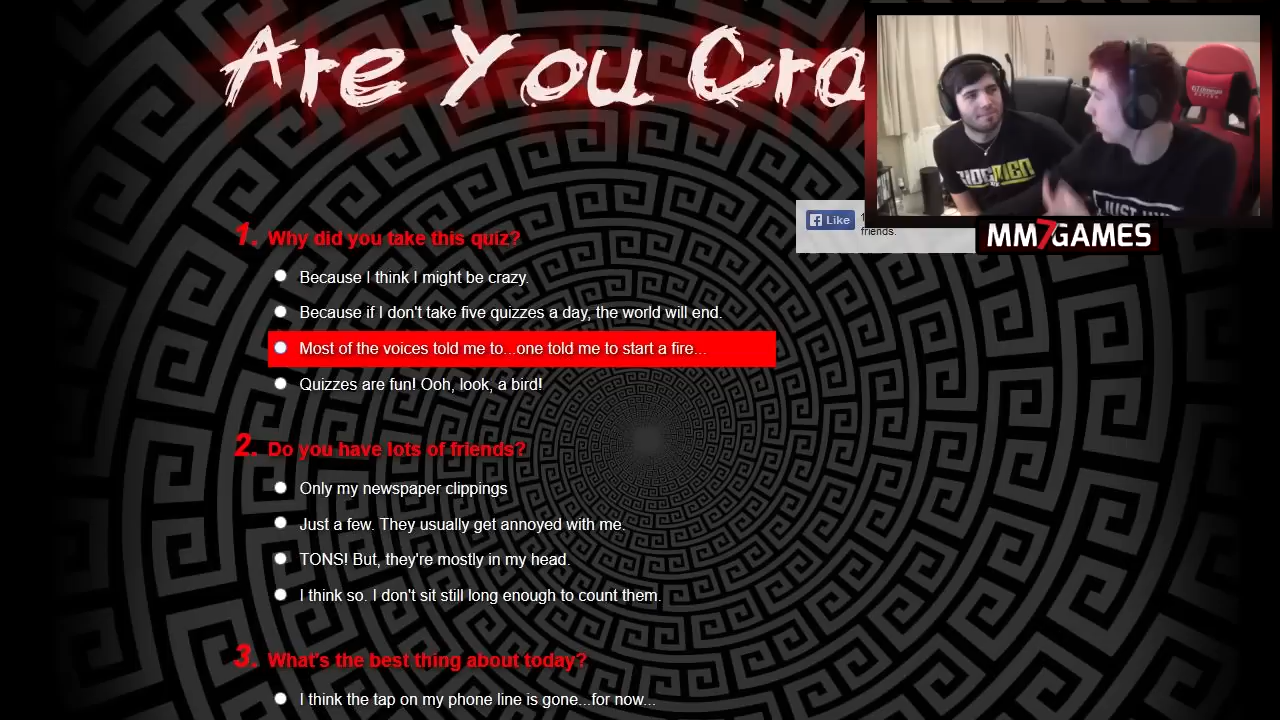 Are You Cra
1. Why did you take this quiz?
Because I think I might be crazy.
Because if I don't take five quizzes a day, the world will end.
Most of the voices told me to...one told me to start a fire...
Quizzes are fun! Ooh, look, a bird!
Like
friends.
MM7GAMES
2. Do you have lots of friends?
Only my newspaper clippings
Just a few. They usually get annoyed with me.
TONS! But, they're mostly in my head.
I think so. I don't sit still long enough to count them.
3. What's the best thing about today?
I think the tap on my phone line is gone...for now...
JUST